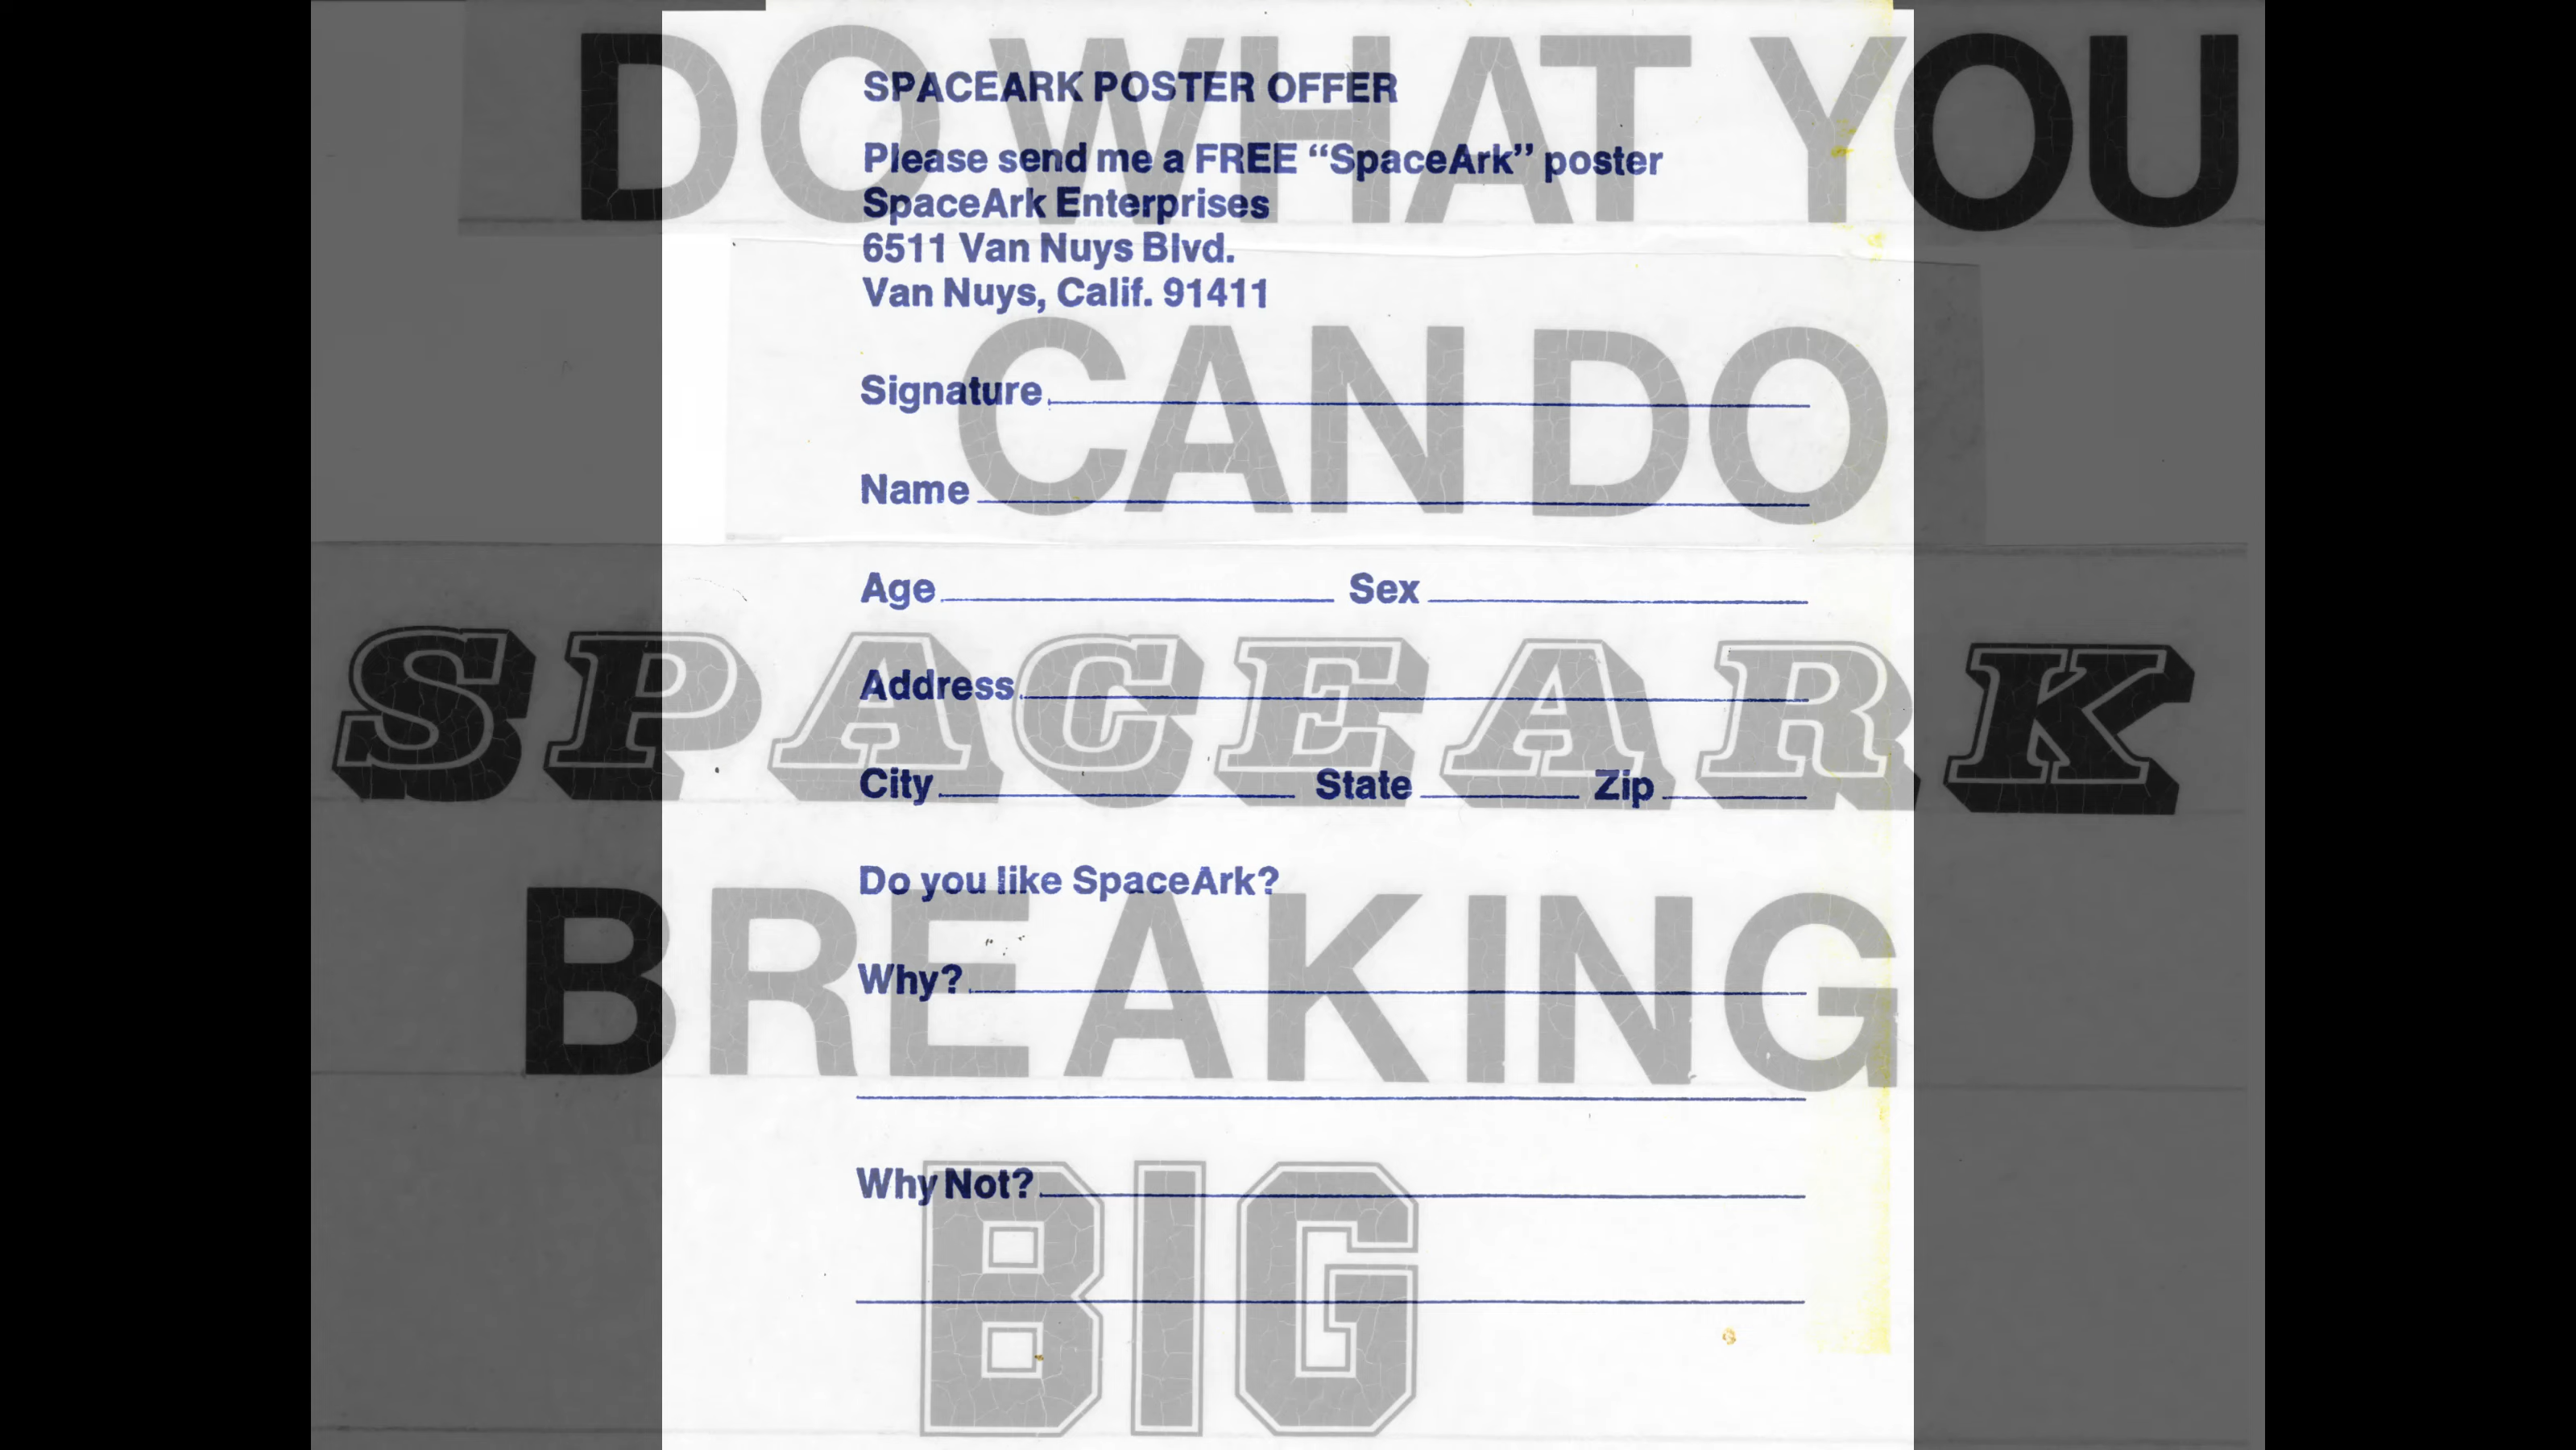 DO WHAT YOU
CAN DO
SPACEARK
BREAKING
BIG
SPACEARK POSTER OFFER
Please send me a FREE “SpaceArk” poster
SpaceArk Enterprises
6511 Van Nuys Blvd.
Van Nuys, Calif. 91411
Signature
Name
Age Sex
Address
City State Zip
Do you like SpaceArk?
Why?
Why Not?